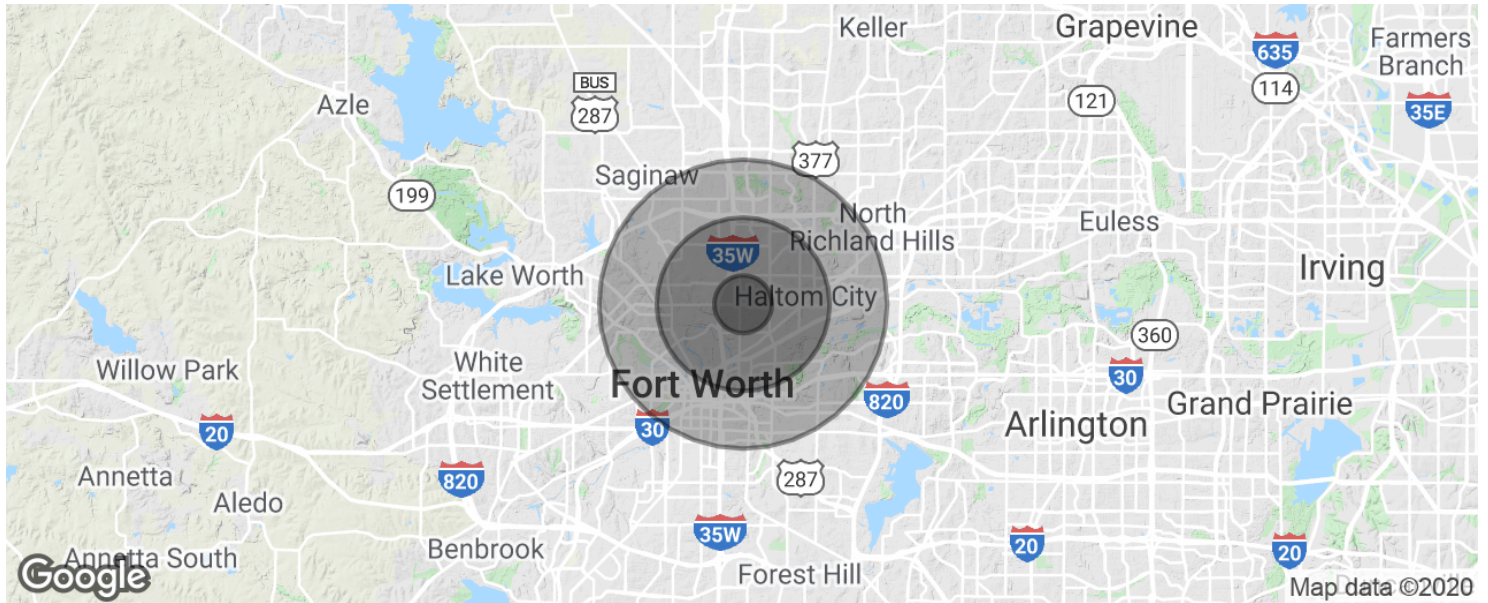 Keller
Grapevine
635
Farmers
Branch
114
35E
121
BUS
287
Azle
377
Saginaw
199
North
Richland Hills
Euless
35W
Lake Worth
Haltom City
Irving
360
White
Settlement
Willow Park
Fort Worth
820
30
Grand Prairie
Arlington
20
30
820
287
Annetta
Aledo
35W
20
20
Benbrook
Annetta South
Forest Hill
Google
Map data ©2020